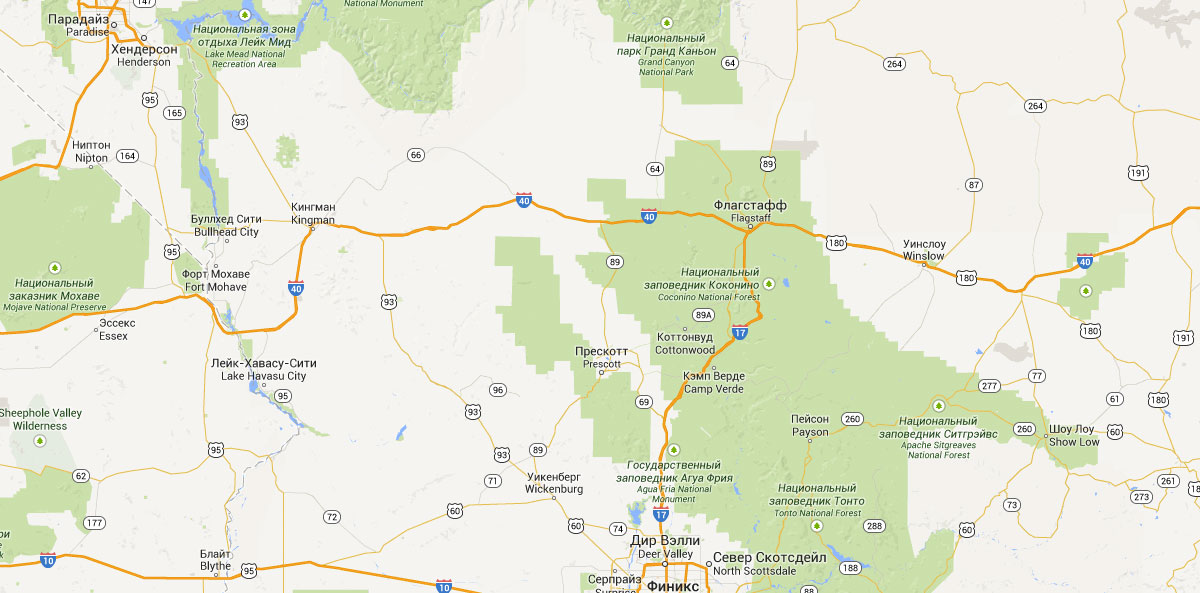 National Monument
147
Парадайз
Paradise
Хендерсон
Henderson
Национальная зона
отдыха Лейк Мид
Lake Mead National
Recreation Area
Национальный
парк Гранд Каньон
Grand Canyon
National Park
64
264
264
95
165
93
Ниптон
Nipton
164
66
64
89
191
87
Кингман
Kingman
40
40
Флагстафф
Flagstaff
Буллхед Сити
Bullhead City
180
Уинслоу
Winslow
40
95
Форт Мохаве
Fort Mohave
89
180
Национальный
заказник Мохаве
Mojave National Preserve
40
93
Национальный
заповедник Коконино
Coconino National Forest
89A
17
Эссекс
Essex
Коттонвуд
Cottonwood
180
191
Прескотт
Prescott
Лейк-Хавасу-Сити
Lake Havasu City
95
96
Кэмп Верде
Camp Verde
277
77
61
180
69
93
Sheephole Valley
Wilderness
Пейсон
Payson
260
Национальный
заповедник Ситгрэйвс
Apache Sitgreaves
National Forest
260
Шоу Лоу
Show Low
60
95
93
89
62
71
Уикенберг
Wickenburg
Государственный
заповедник Агуа Фрия
Agua Fria National
Monument
Национальный
заповедник Тонто
Tonto National Forest
261
273
73
177
72
60
60
74
17
288
60
10
Блайт
Blythe
95
Дир Вэлли
Deer Valley
Север Скотсдейл
North Scottsdale
188
10
Серпрайз
Surprise
Финикс
88